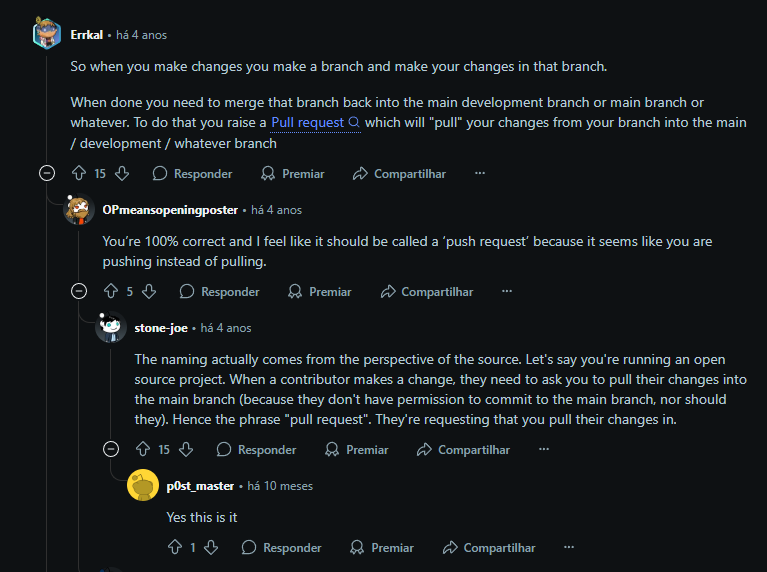 Errkal • há 4 anos
So when you make changes you make a branch and make your changes in that branch.
When done you need to merge that branch back into the main development branch or main branch or
whatever. To do that you raise a Pull request which will "pull" your changes from your branch into the main
/ development / whatever branch
15 Responder Premiar Compartilhar ...
OPmeansopeningposter • há 4 anos
You're 100% correct and I feel like it should be called a ‘push request’ because it seems like you are
pushing instead of pulling.
5 Responder Premiar Compartilhar ...
stone-joe • há 4 anos
The naming actually comes from the perspective of the source. Let's say you're running an open
source project. When a contributor makes a change, they need to ask you to pull their changes into
the main branch (because they don't have permission to commit to the main branch, nor should
they). Hence the phrase "pull request". They're requesting that you pull their changes in.
15 Responder Premiar Compartilhar ...
p0st_master • há 10 meses
Yes this is it
1 Responder Premiar Compartilhar ...